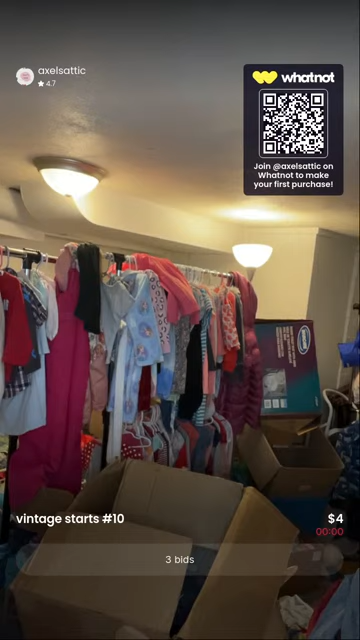 axelsattic
4.7
whatnot
Join @axelsattic on
Whatnot to make
your first purchase!
vintage starts #10
$4
00:00
3 bids